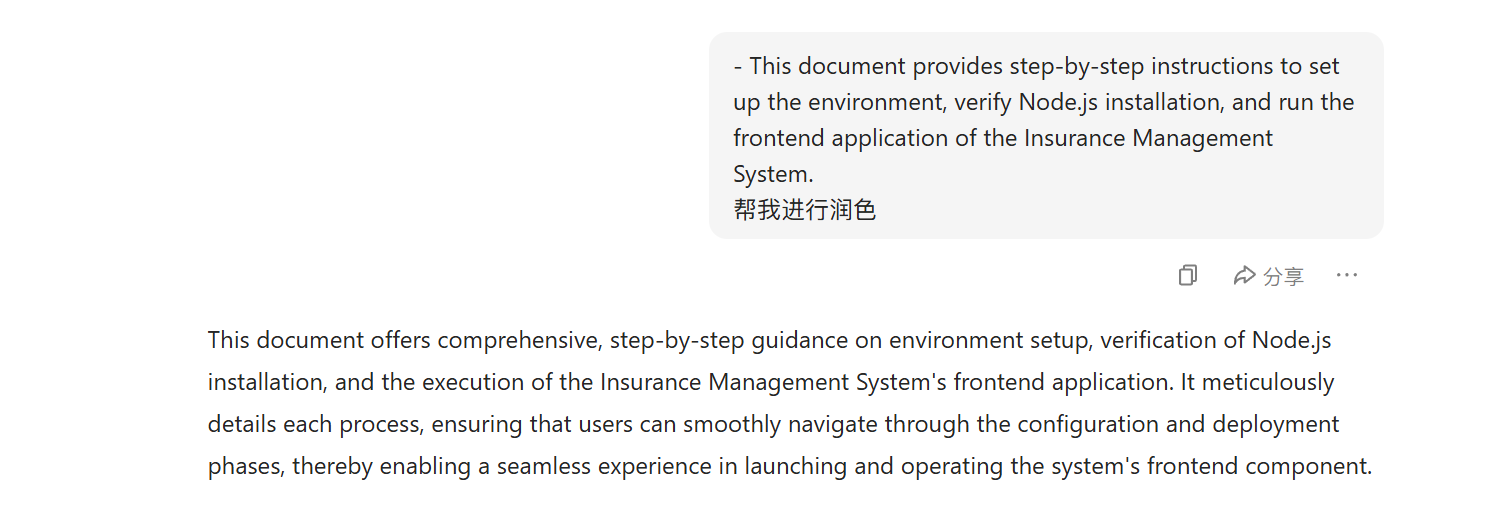 - This document provides step-by-step instructions to set
up the environment, verify Node.js installation, and run the
frontend application of the Insurance Management
System.
帮我进行润色
分享
This document offers comprehensive, step-by-step guidance on environment setup, verification of Node.js
installation, and the execution of the Insurance Management System's frontend application. It meticulously
details each process, ensuring that users can smoothly navigate through the configuration and deployment
phases, thereby enabling a seamless experience in launching and operating the system's frontend component.